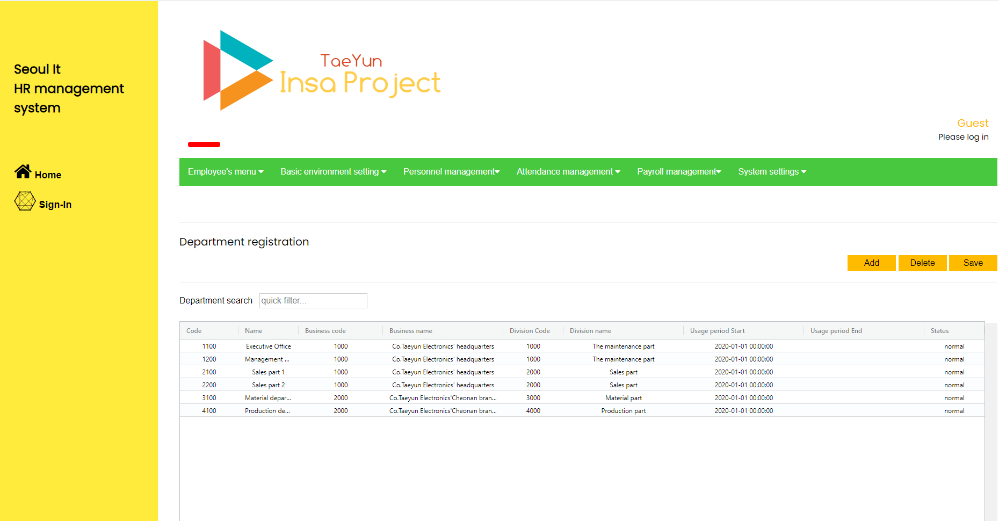 Seoul It
HR management
system
Home
Sign-In
TaeYun
Insa Project
Guest
Please log in
Employee's menu Basic environment setting Personnel management Attendance management Payroll management System settings
Department registration
Add Delete Save
Department search quick filter...
Code Name Business code Business name Division Code Division name Usage period Start Usage period End Status
1100 Executive Office 1000 Co.Taeyun Electronics' headquarters 1000 The maintenance part 2020-01-01 00:00:00 normal
1200 Management ... 1000 Co.Taeyun Electronics' headquarters 1000 The maintenance part 2020-01-01 00:00:00 normal
2100 Sales part 1 1000 Co.Taeyun Electronics' headquarters 2000 Sales part 2020-01-01 00:00:00 normal
2200 Sales part 2 1000 Co.Taeyun Electronics' headquarters 2000 Sales part 2020-01-01 00:00:00 normal
3100 Material depar... 2000 Co.Taeyun Electronics'Cheonan bran... 3000 Material part 2020-01-01 00:00:00 normal
4100 Production de... 2000 Co.Taeyun Electronics'Cheonan bran... 4000 Production part 2020-01-01 00:00:00 normal